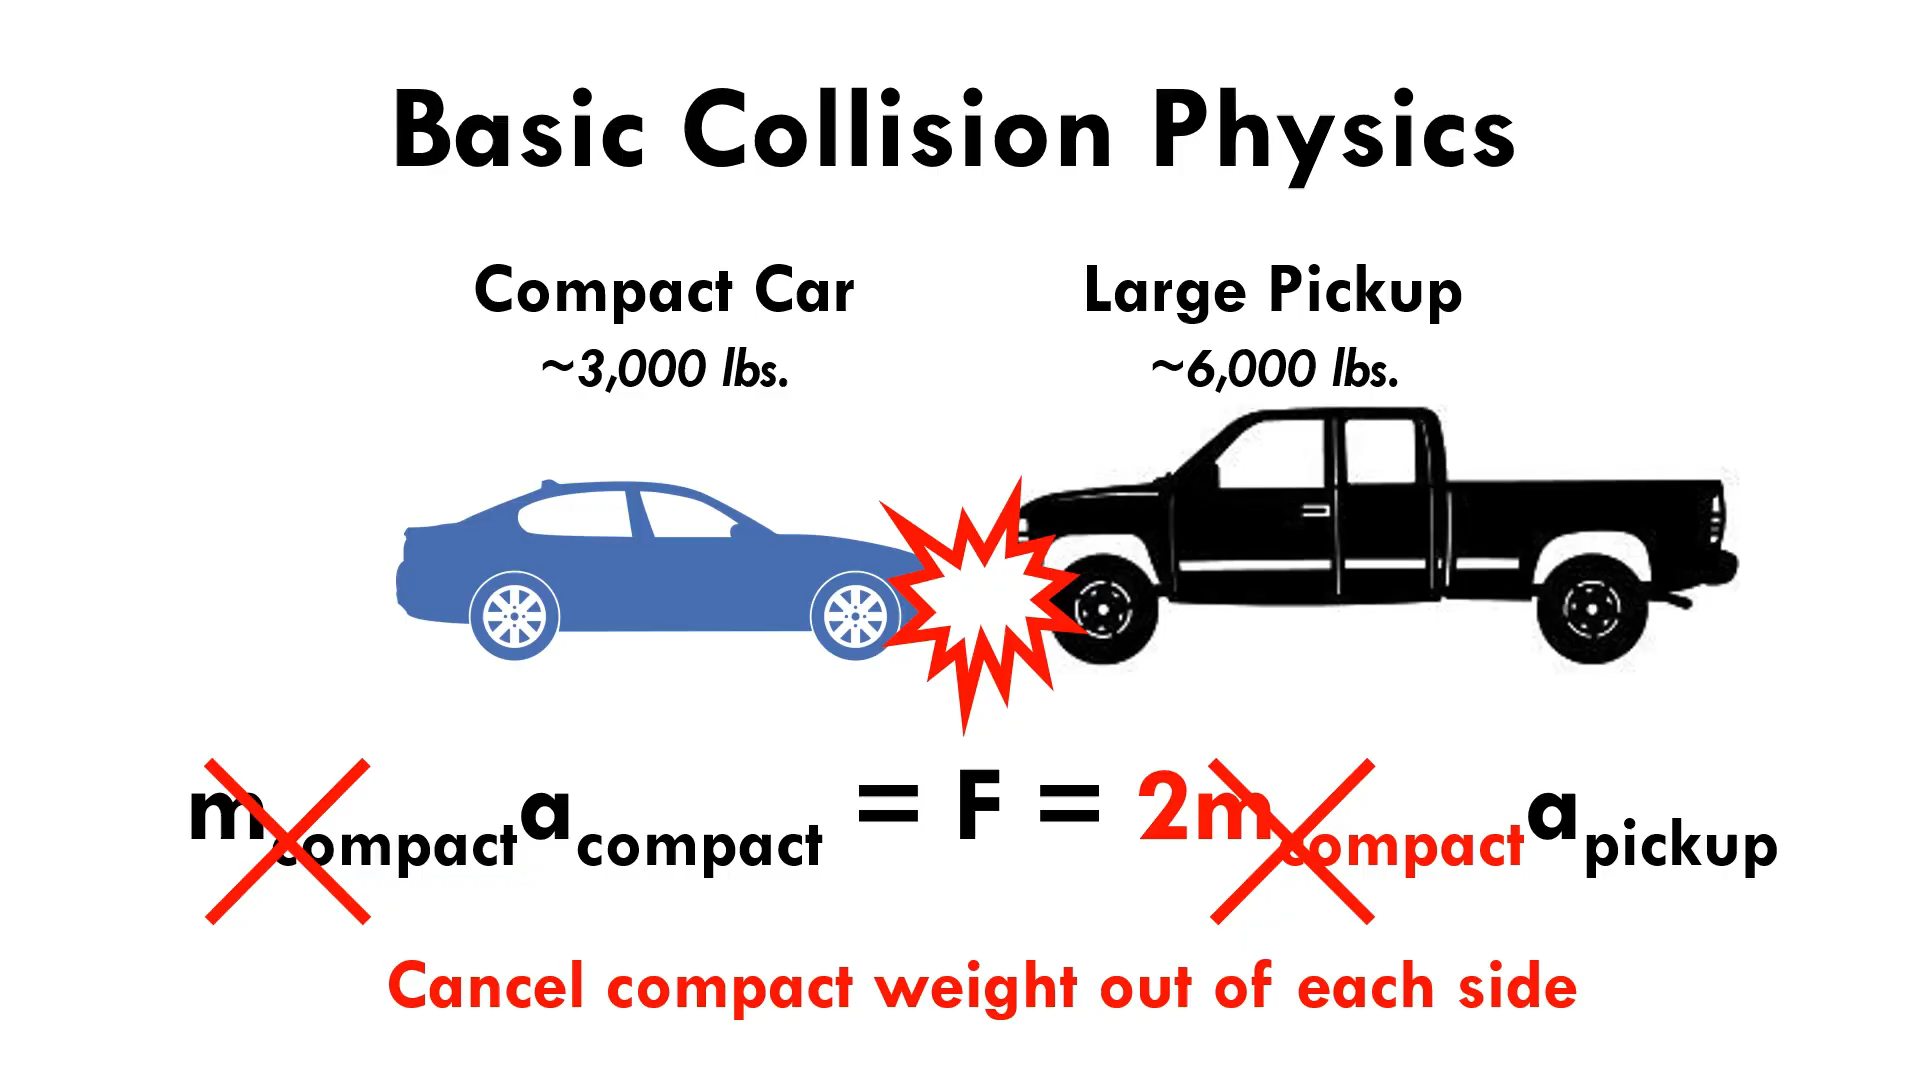 Basic Collision Physics
Compact Car
~3,000 lbs.
Large Pickup
~6,000 lbs.
mcompactacompact = F = 2mcompactapickup
Cancel compact weight out of each side